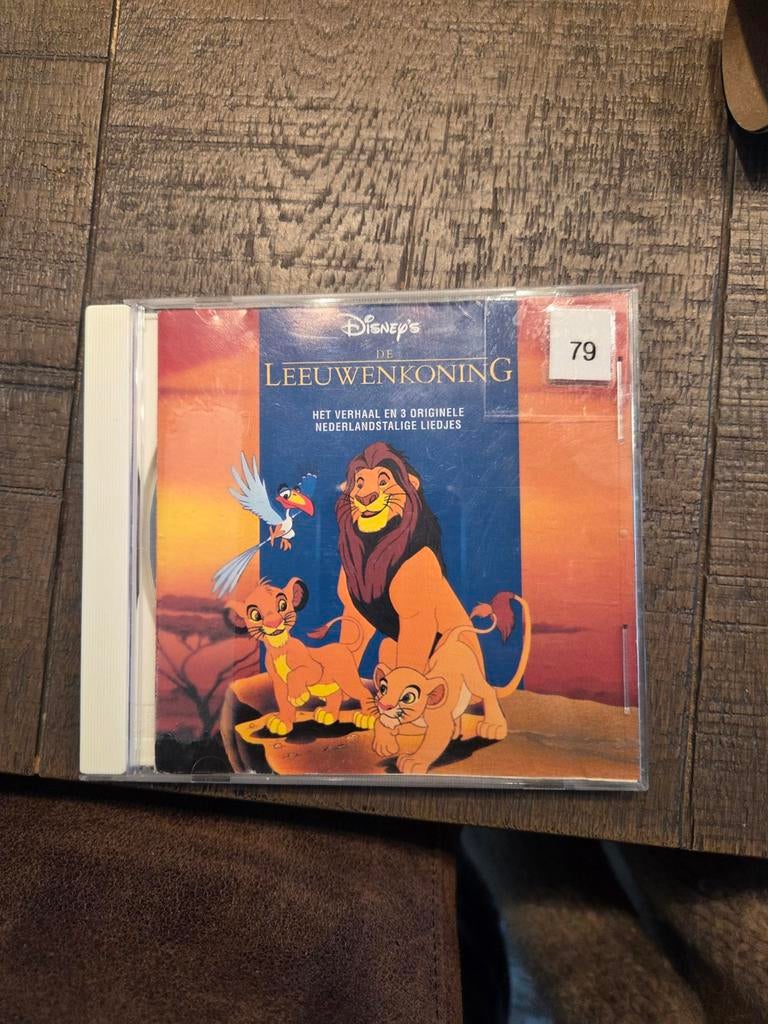 Disney's
DE
LEEUWENKONING
HET VERHAAL EN 3 ORIGINELE
NEDERLANDSTALIGE LIEDJES
79